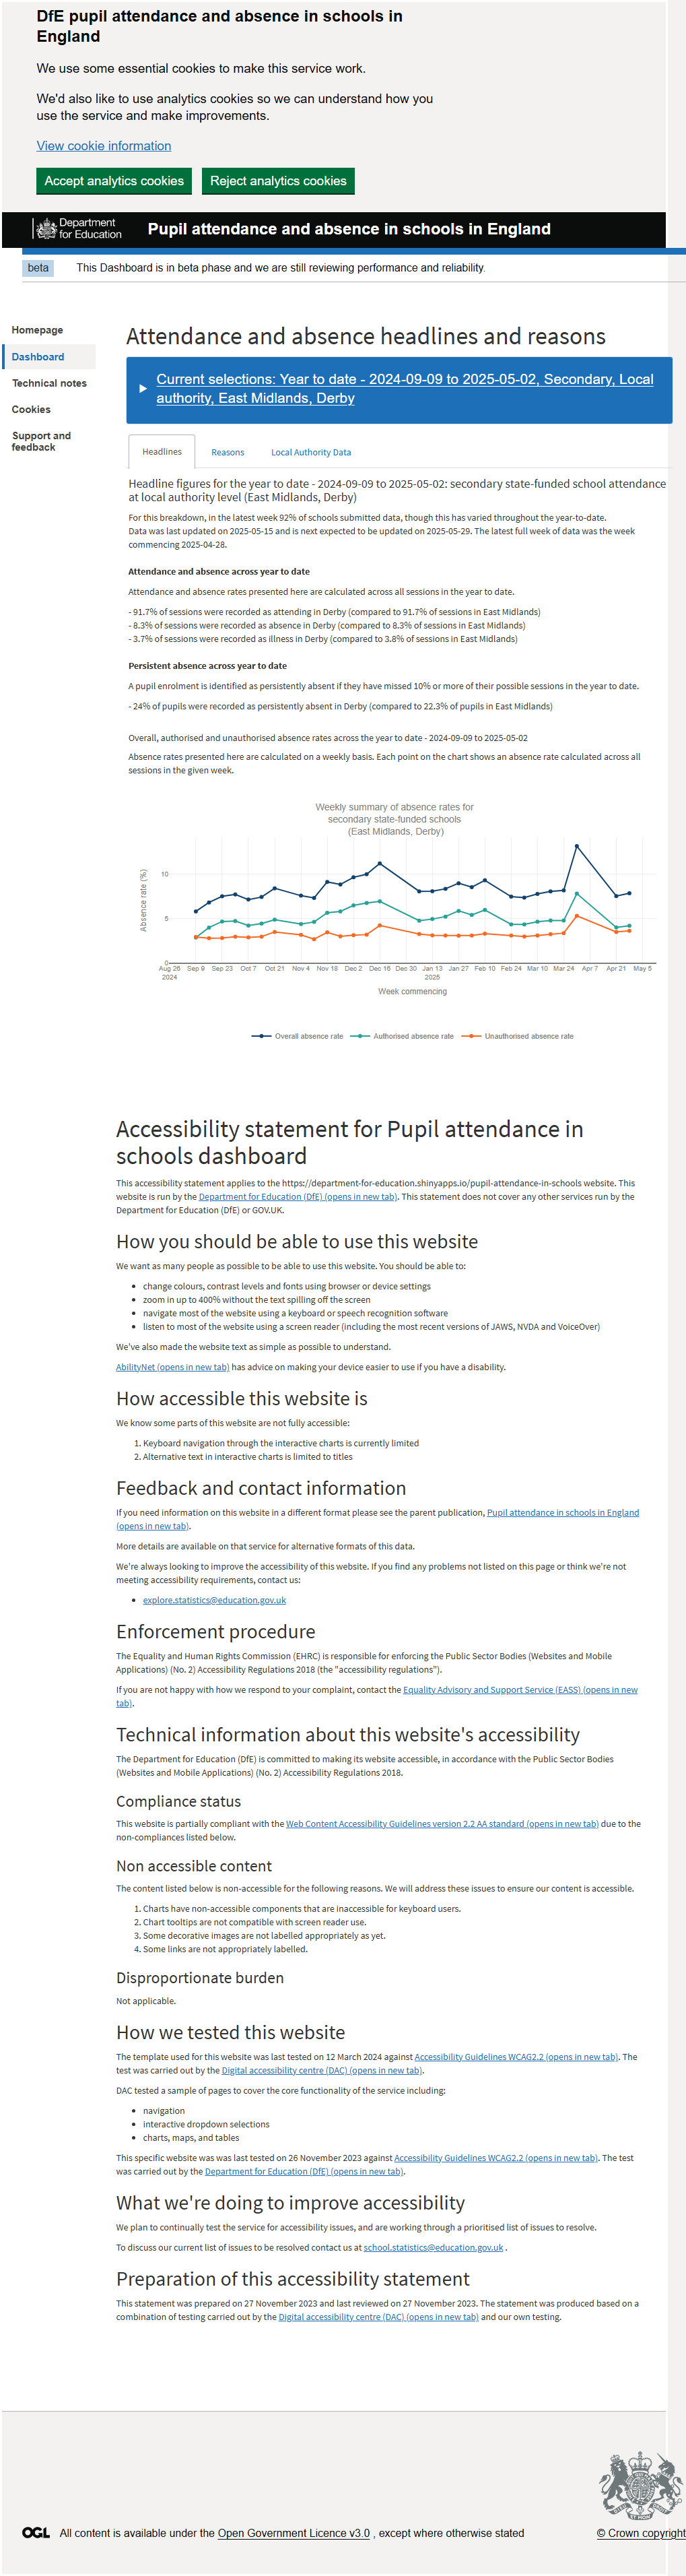 DfE pupil attendance and absence in schools in
England
We use some essential cookies to make this service work.
We'd also like to use analytics cookies so we can understand how you
use the service and make improvements.
View cookie information
Accept analytics cookies
Reject analytics cookies
Department
for Education
Pupil attendance and absence in schools in England
beta
This Dashboard is in beta phase and we are still reviewing performance and reliability.
Homepage
Dashboard
Technical notes
Cookies
Support and
feedback
Attendance and absence headlines and reasons
Current selections: Year to date - 2024-09-09 to 2025-05-02, Secondary, Local
authority, East Midlands, Derby
Headlines
Reasons
Local Authority Data
Headline figures for the year to date - 2024-09-09 to 2025-05-02: secondary state-funded school attendance
at local authority level (East Midlands, Derby)
For this breakdown, in the latest week 92% of schools submitted data, though this has varied throughout the year-to-date.
Data was last updated on 2025-05-15 and is next expected to be updated on 2025-05-29. The latest full week of data was the week
commencing 2025-04-28.
Attendance and absence across year to date
Attendance and absence rates presented here are calculated across all sessions in the year to date.
- 91.7% of sessions were recorded as attending in Derby (compared to 91.7% of sessions in East Midlands)
- 8.3% of sessions were recorded as absence in Derby (compared to 8.3% of sessions in East Midlands)
- 3.7% of sessions were recorded as illness in Derby (compared to 3.8% of sessions in East Midlands)
Persistent absence across year to date
A pupil enrolment is identified as persistently absent if they have missed 10% or more of their possible sessions in the year to date.
- 24% of pupils were recorded as persistently absent in Derby (compared to 22.3% of pupils in East Midlands)
Overall, authorised and unauthorised absence rates across the year to date - 2024-09-09 to 2025-05-02
Absence rates presented here are calculated on a weekly basis. Each point on the chart shows an absence rate calculated across all
sessions in the given week.
Weekly summary of absence rates for
secondary state-funded schools
(East Midlands, Derby)
Absence rate (%)
10
5
0
Aug 26 Sep 9 Sep 23 Oct 7 Oct 21 Nov 4 Nov 18 Dec 2 Dec 16 Dec 30 Jan 13 Jan 27 Feb 10 Feb 24 Mar 10 Mar 24 Apr 7 Apr 21 May 5
2024 2025
Week commencing
Overall absence rate Authorised absence rate Unauthorised absence rate
Accessibility statement for Pupil attendance in
schools dashboard
This accessibility statement applies to the https://department-for-education.shinyapps.io/pupil-attendance-in-schools website. This
website is run by the Department for Education (DfE) (opens in new tab). This statement does not cover any other services run by the
Department for Education (DfE) or GOV.UK.
How you should be able to use this website
We want as many people as possible to be able to use this website. You should be able to:
• change colours, contrast levels and fonts using browser or device settings
• zoom in up to 400% without the text spilling off the screen
• navigate most of the website using a keyboard or speech recognition software
• listen to most of the website using a screen reader (including the most recent versions of JAWS, NVDA and VoiceOver)
We've also made the website text as simple as possible to understand.
AbilityNet (opens in new tab) has advice on making your device easier to use if you have a disability.
How accessible this website is
We know some parts of this website are not fully accessible:
1. Keyboard navigation through the interactive charts is currently limited
2. Alternative text in interactive charts is limited to titles
Feedback and contact information
If you need information on this website in a different format please see the parent publication, Pupil attendance in schools in England
(opens in new tab).
More details are available on that service for alternative formats of this data.
We're always looking to improve the accessibility of this website. If you find any problems not listed on this page or think we're not
meeting accessibility requirements, contact us:
• explore.statistics@education.gov.uk
Enforcement procedure
The Equality and Human Rights Commission (EHRC) is responsible for enforcing the Public Sector Bodies (Websites and Mobile
Applications) (No. 2) Accessibility Regulations 2018 (the "accessibility regulations").
If you are not happy with how we respond to your complaint, contact the Equality Advisory and Support Service (EASS) (opens in new
tab).
Technical information about this website's accessibility
The Department for Education (DfE) is committed to making its website accessible, in accordance with the Public Sector Bodies
(Websites and Mobile Applications) (No. 2) Accessibility Regulations 2018.
Compliance status
This website is partially compliant with the Web Content Accessibility Guidelines version 2.2 AA standard (opens in new tab) due to the
non-compliances listed below.
Non accessible content
The content listed below is non-accessible for the following reasons. We will address these issues to ensure our content is accessible.
1. Charts have non-accessible components that are inaccessible for keyboard users.
2. Chart tooltips are not compatible with screen reader use.
3. Some decorative images are not labelled appropriately as yet.
4. Some links are not appropriately labelled.
Disproportionate burden
Not applicable.
How we tested this website
The template used for this website was last tested on 12 March 2024 against Accessibility Guidelines WCAG2.2 (opens in new tab). The
test was carried out by the Digital accessibility centre (DAC) (opens in new tab).
DAC tested a sample of pages to cover the core functionality of the service including:
• navigation
• interactive dropdown selections
• charts, maps, and tables
This specific website was was last tested on 26 November 2023 against Accessibility Guidelines WCAG2.2 (opens in new tab). The test
was carried out by the Department for Education (DfE) (opens in new tab).
What we're doing to improve accessibility
We plan to continually test the service for accessibility issues, and are working through a prioritised list of issues to resolve.
To discuss our current list of issues to be resolved contact us at school.statistics@education.gov.uk .
Preparation of this accessibility statement
This statement was prepared on 27 November 2023 and last reviewed on 27 November 2023. The statement was produced based on a
combination of testing carried out by the Digital accessibility centre (DAC) (opens in new tab) and our own testing.
OGL All content is available under the Open Government Licence v3.0 , except where otherwise stated
© Crown copyright